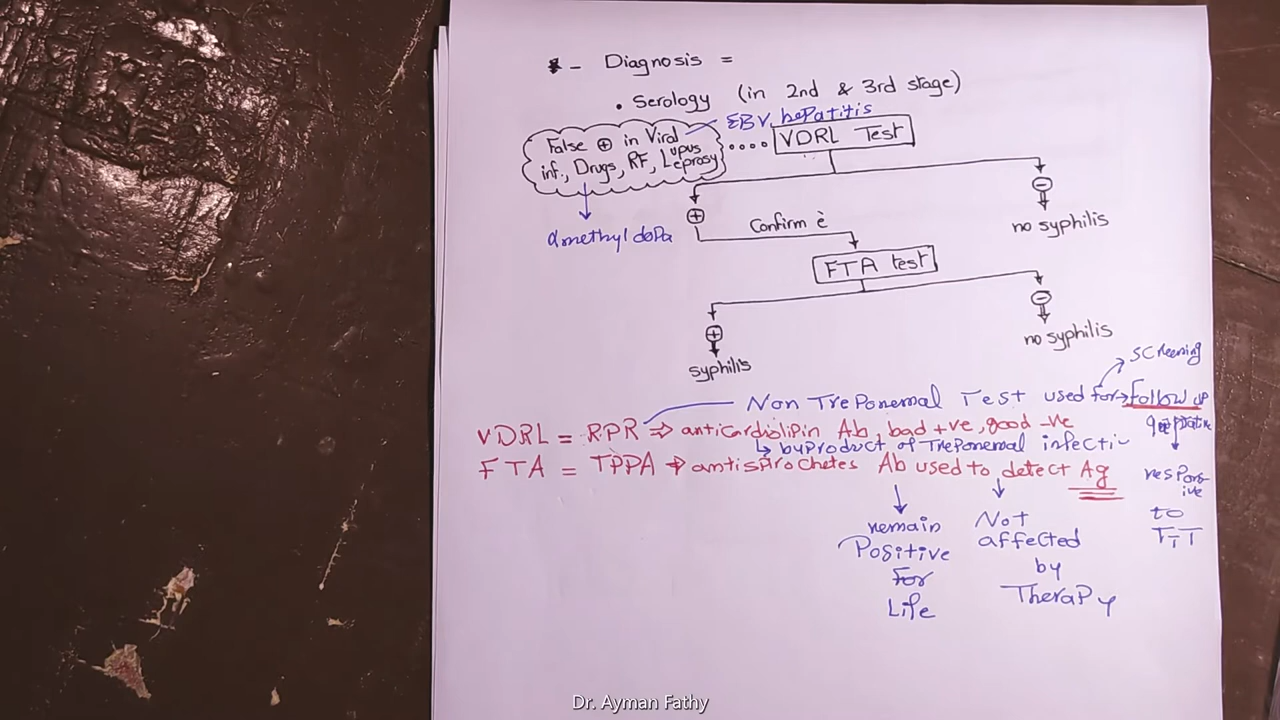 * - Diagnosis =
• Serology (in 2nd & 3rd stage)
EBV, hepatitis
False ⊕ in Viral
inf., Drugs, RF, Lupus
Leprosy
.... VDRL Test
⊕
⊖
no syphilis
α methyl dopa
Confirm è
FTA test
⊕
⊖
no syphilis
syphilis
screening
Non Treponemal Test used for → Follow up
VDRL = RPR ⇒ anticardiolipin Ab, bad +ve, good -ve
↳ byproduct of Treponemal
FTA = TPPA → antispirochetes Ab used to detect Ag
responsive
to
TTT
remain
Positive
For
Life
Not
affected
by
Therapy
Dr. Ayman Fathy